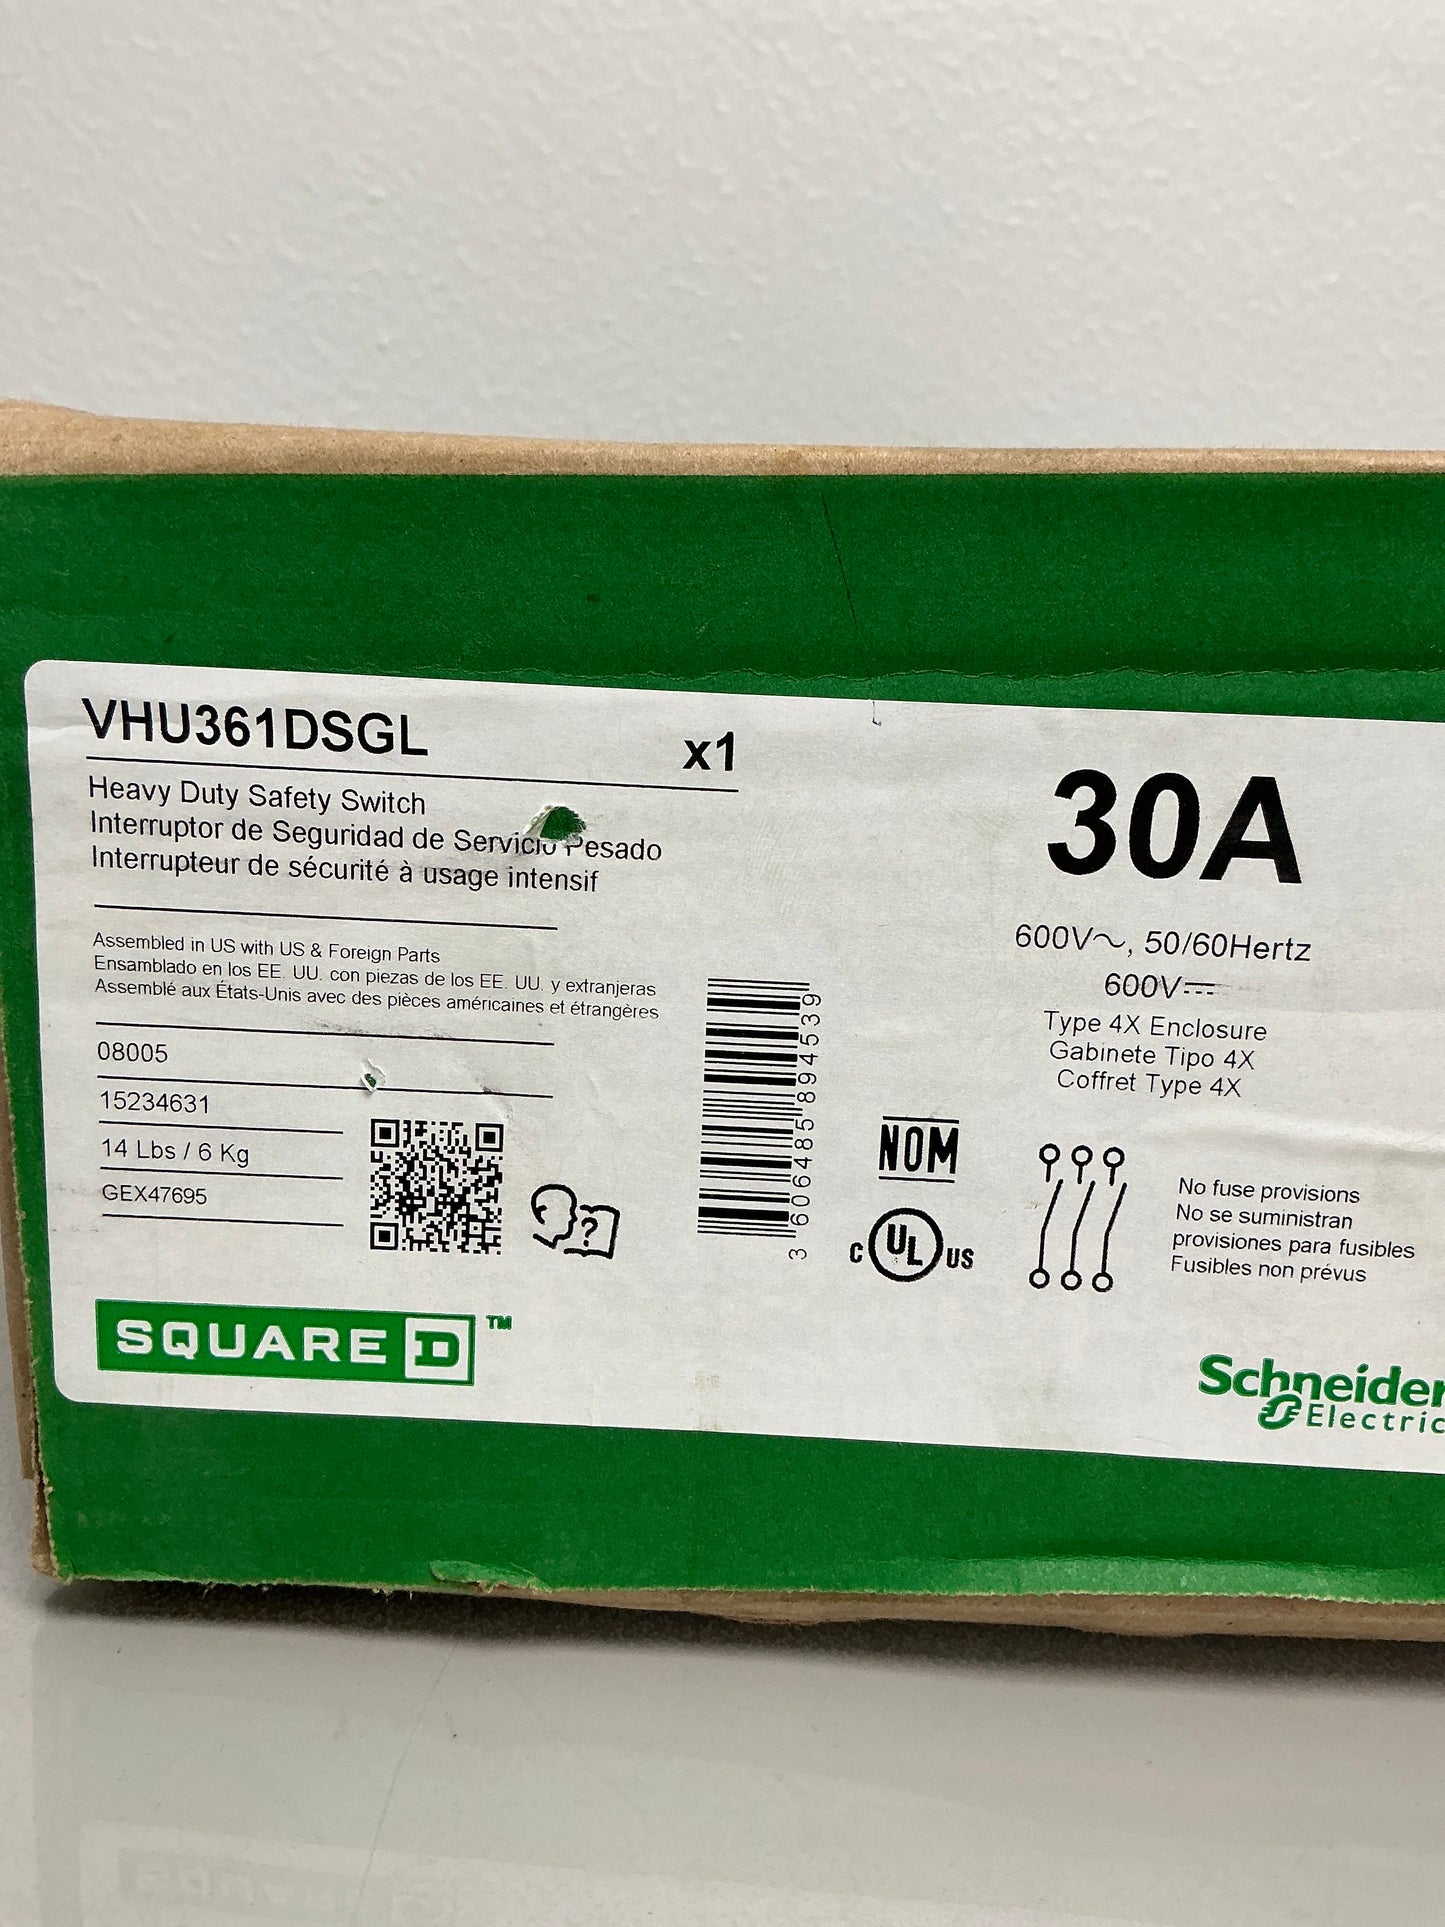 VHU361DSGL
x1
Heavy Duty Safety Switch
Interruptor de Seguridad de Servicio Pesado
Interrupteur de sécurité à usage intensif
Assembled in US with US & Foreign Parts
Ensamblado en los EE. UU. con piezas de los EE. UU. y extranjeras
Assemblé aux États-Unis avec des pièces américaines et étrangères
08005
15234631
14 Lbs / 6 Kg
GEX47695
?
SQUARE D™
3 606485 894539
30A
600V～, 50/60Hertz
600V⎓
Type 4X Enclosure
Gabinete Tipo 4X
Coffret Type 4X
NOM
C UL US
No fuse provisions
No se suministran
provisiones para fusibles
Fusibles non prévus
Schneider
Electric